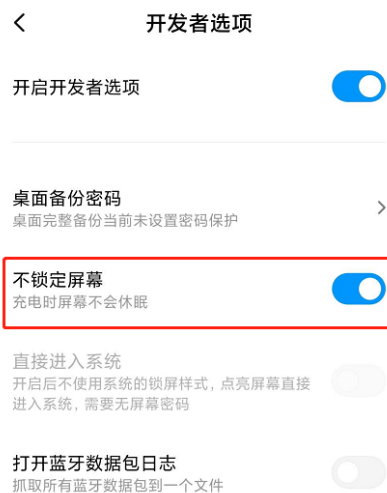 开发者选项
开启开发者选项
桌面备份密码
桌面完整备份当前未设置密码保护
不锁定屏幕
充电时屏幕不会休眠
直接进入系统
开启后不使用系统的锁屏样式，点亮屏幕直接
进入系统，需要无屏幕密码
打开蓝牙数据包日志
抓取所有蓝牙数据包到一个文件